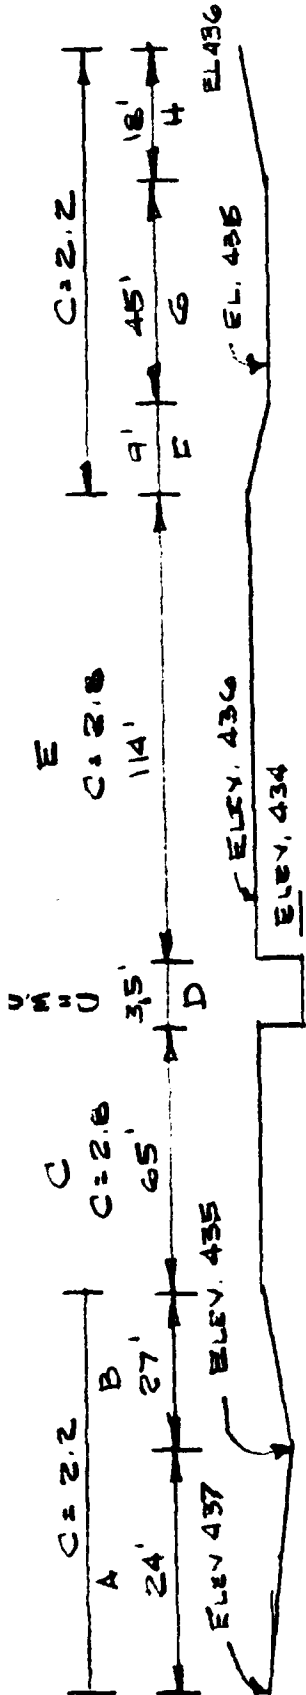 C = 2.2
C
E
C = 2.2
A
B
C = 2.8
C = 2.8
24'
27'
65'
3.5'
114'
9'
45'
18'
D
F
G
H
ELEV 437
ELEV. 435
ELEV. 436
EL. 435
EL 436
ELEV. 434